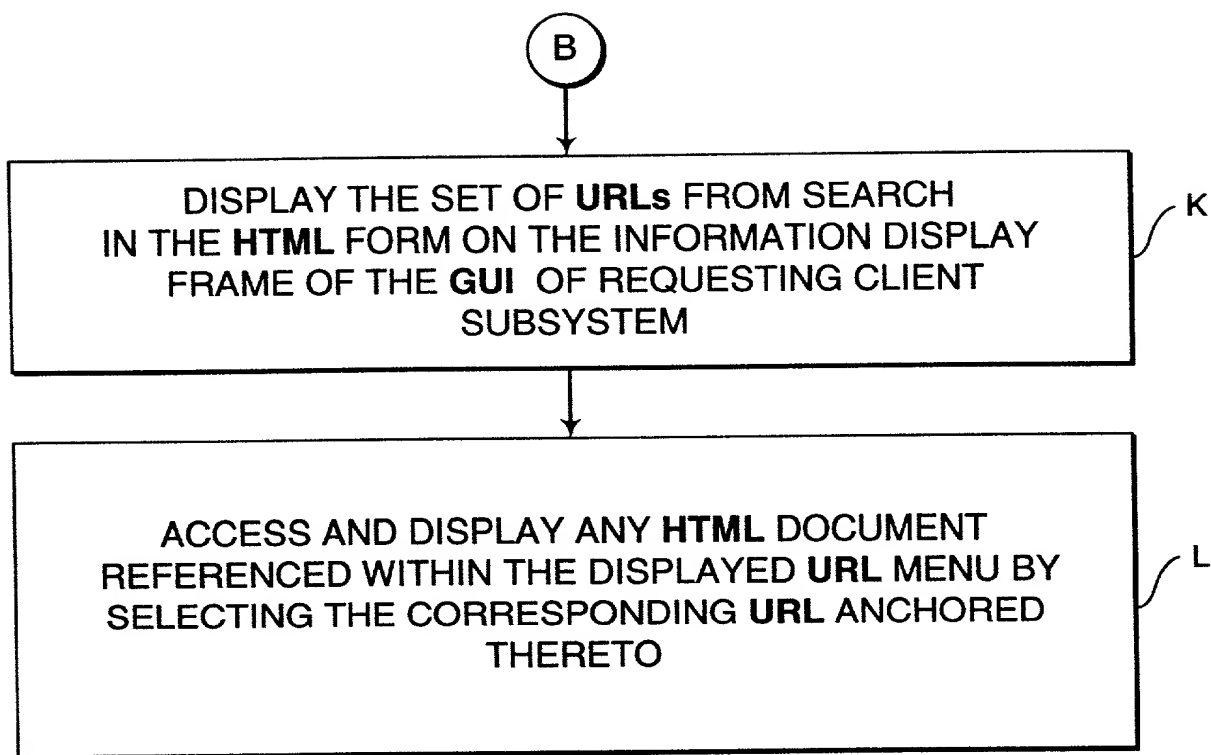 B
DISPLAY THE SET OF URLs FROM SEARCH
IN THE HTML FORM ON THE INFORMATION DISPLAY
FRAME OF THE GUI OF REQUESTING CLIENT
SUBSYSTEM
K
ACCESS AND DISPLAY ANY HTML DOCUMENT
REFERENCED WITHIN THE DISPLAYED URL MENU BY
SELECTING THE CORRESPONDING URL ANCHORED
THERETO
L